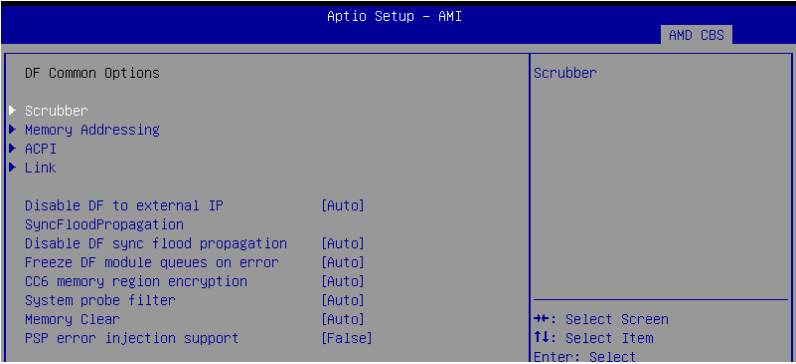 Aptio Setup – AMI
AMD CBS
DF Common Options
Scrubber
Memory Addressing
ACPI
Link
Disable DF to external IP [Auto]
SyncFloodPropagation
Disable DF sync flood propagation [Auto]
Freeze DF module queues on error [Auto]
CC6 memory region encryption [Auto]
System probe filter [Auto]
Memory Clear [Auto]
PSP error injection support [False]
Scrubber
→←: Select Screen
↑↓: Select Item
Enter: Select